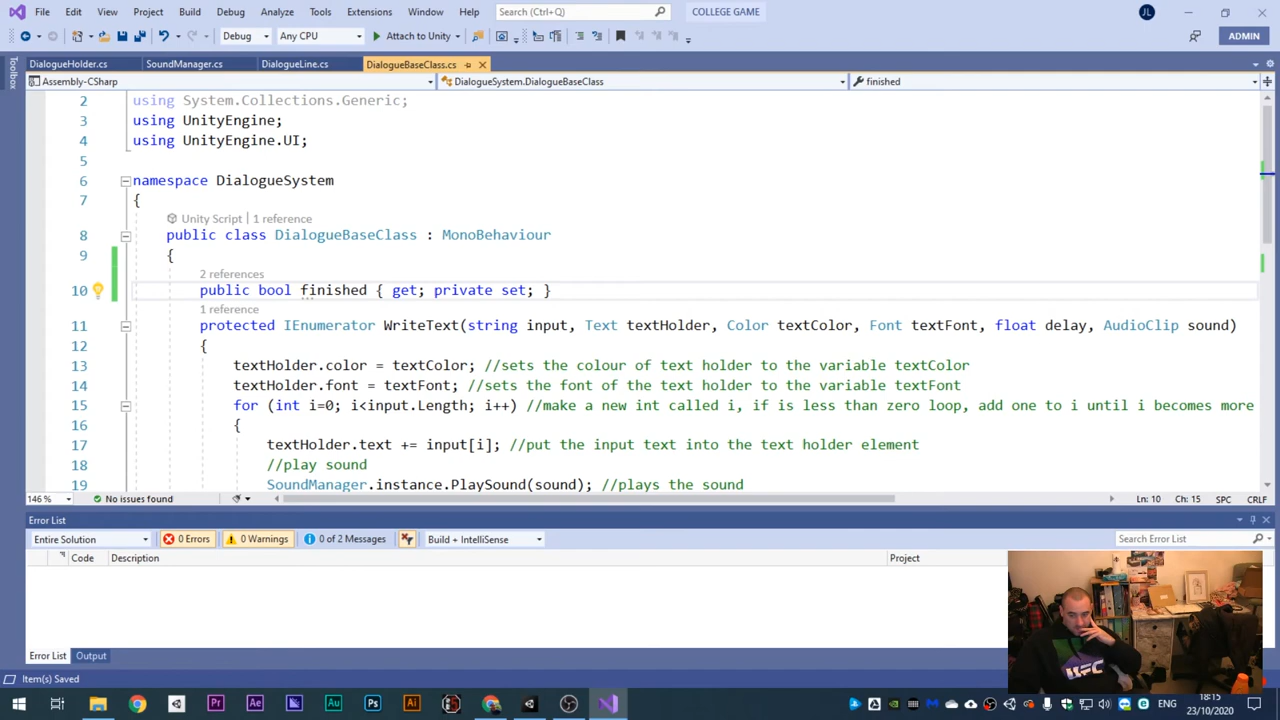 File Edit View Project Build Debug Analyze Tools Extensions Window Help Search (Ctrl+Q) COLLEGE GAME JL
Debug Any CPU Attach to Unity ADMIN
DialogueHolder.cs SoundManager.cs DialogueLine.cs DialogueBaseClass.cs
Toolbox
Assembly-CSharp DialogueSystem.DialogueBaseClass finished
2 using System.Collections.Generic;
3 using UnityEngine;
4 using UnityEngine.UI;
5
6 namespace DialogueSystem
7 {
Unity Script | 1 reference
8 public class DialogueBaseClass : MonoBehaviour
9 {
2 references
10 public bool finished { get; private set; }
1 reference
11 protected IEnumerator WriteText(string input, Text textHolder, Color textColor, Font textFont, float delay, AudioClip sound)
12 {
13 textHolder.color = textColor; //sets the colour of text holder to the variable textColor
14 textHolder.font = textFont; //sets the font of the text holder to the variable textFont
15 for (int i=0; i<input.Length; i++) //make a new int called i, if is less than zero loop, add one to i until i becomes more
16 {
17 textHolder.text += input[i]; //put the input text into the text holder element
18 //play sound
19 SoundManager.instance.PlaySound(sound); //plays the sound
146 % No issues found Ln: 10 Ch: 15 SPC CRLF
Error List
Entire Solution 0 Errors 0 Warnings 0 of 2 Messages Build + IntelliSense Search Error List
Code Description Project
Error List Output
Item(s) Saved
Pr Ae Au Ps Ai ENG 18:15
23/10/2020